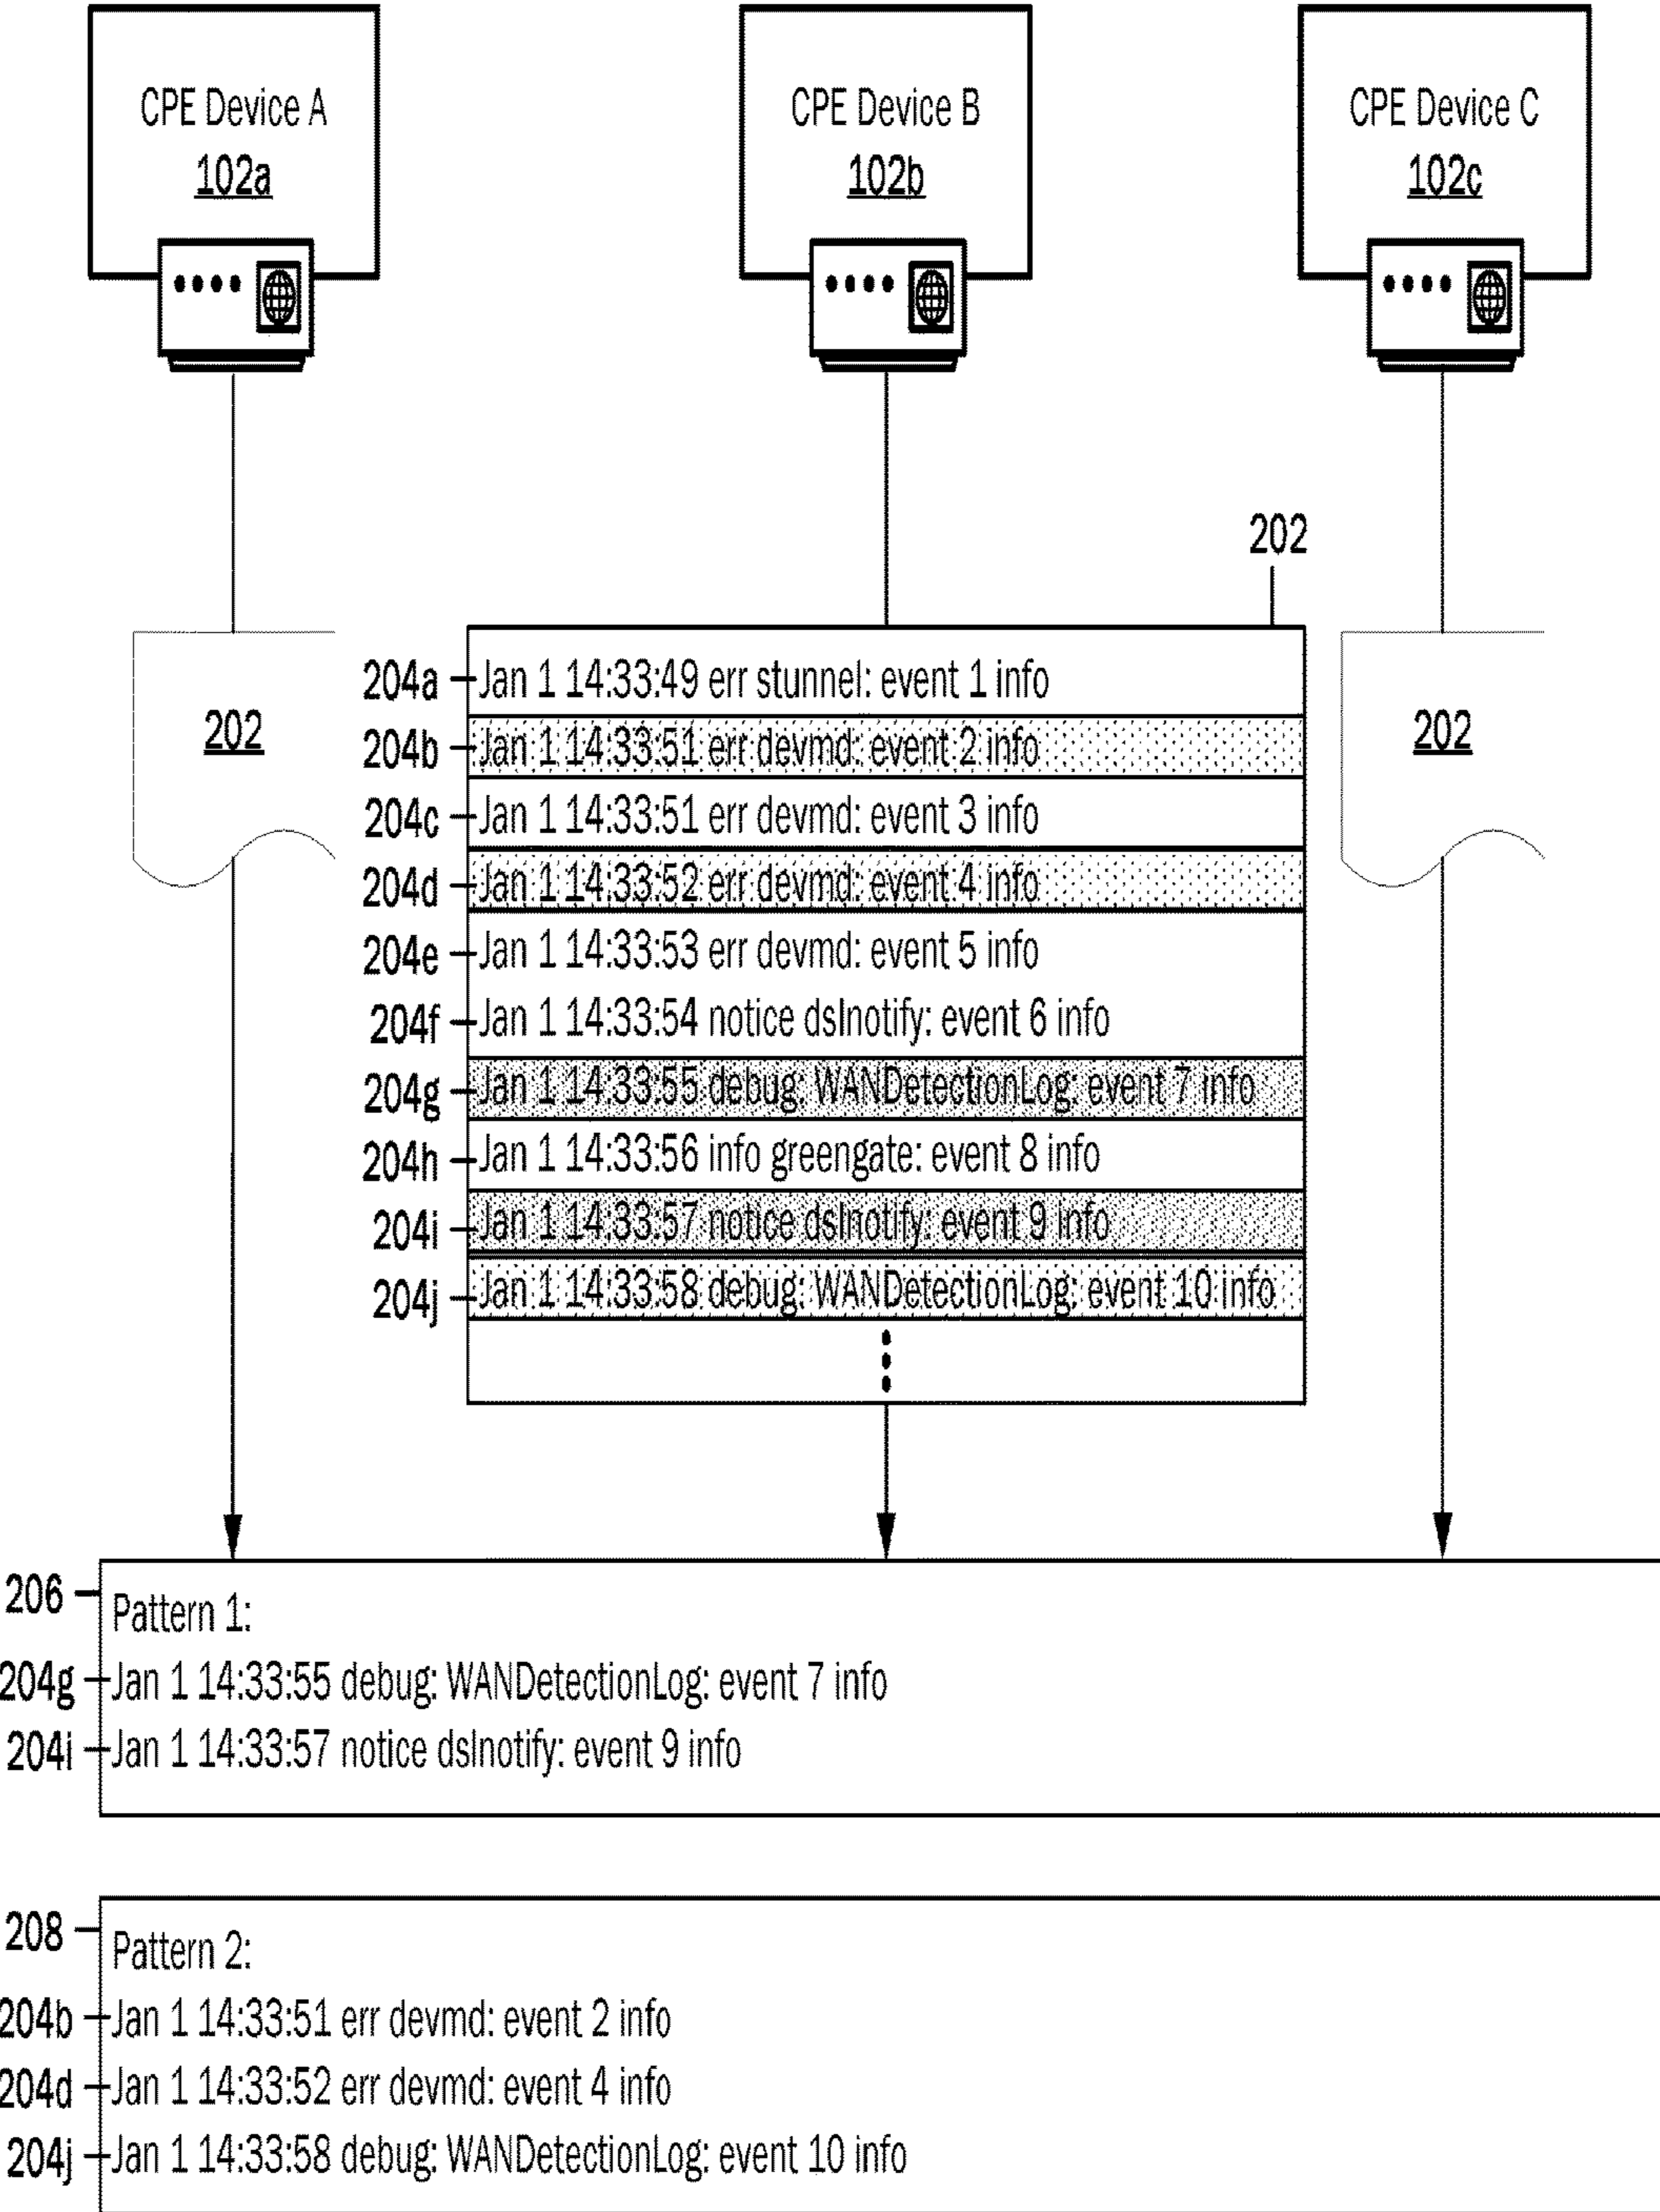 CPE Device A
102a
CPE Device B
102b
CPE Device C
102c
202
202
202
204a Jan 1 14:33:49 err stunnel: event 1 info
204b Jan 1 14:33:51 err devmd: event 2 info
204c Jan 1 14:33:51 err devmd: event 3 info
204d Jan 1 14:33:52 err devmd: event 4 info
204e Jan 1 14:33:53 err devmd: event 5 info
204f Jan 1 14:33:54 notice dslnotify: event 6 info
204g Jan 1 14:33:55 debug: WANDetectionLog: event 7 info
204h Jan 1 14:33:56 info greengate: event 8 info
204i Jan 1 14:33:57 notice dslnotify: event 9 info
204j Jan 1 14:33:58 debug: WANDetectionLog: event 10 info
206 Pattern 1:
204g Jan 1 14:33:55 debug: WANDetectionLog: event 7 info
204i Jan 1 14:33:57 notice dslnotify: event 9 info
208 Pattern 2:
204b Jan 1 14:33:51 err devmd: event 2 info
204d Jan 1 14:33:52 err devmd: event 4 info
204j Jan 1 14:33:58 debug: WANDetectionLog: event 10 info